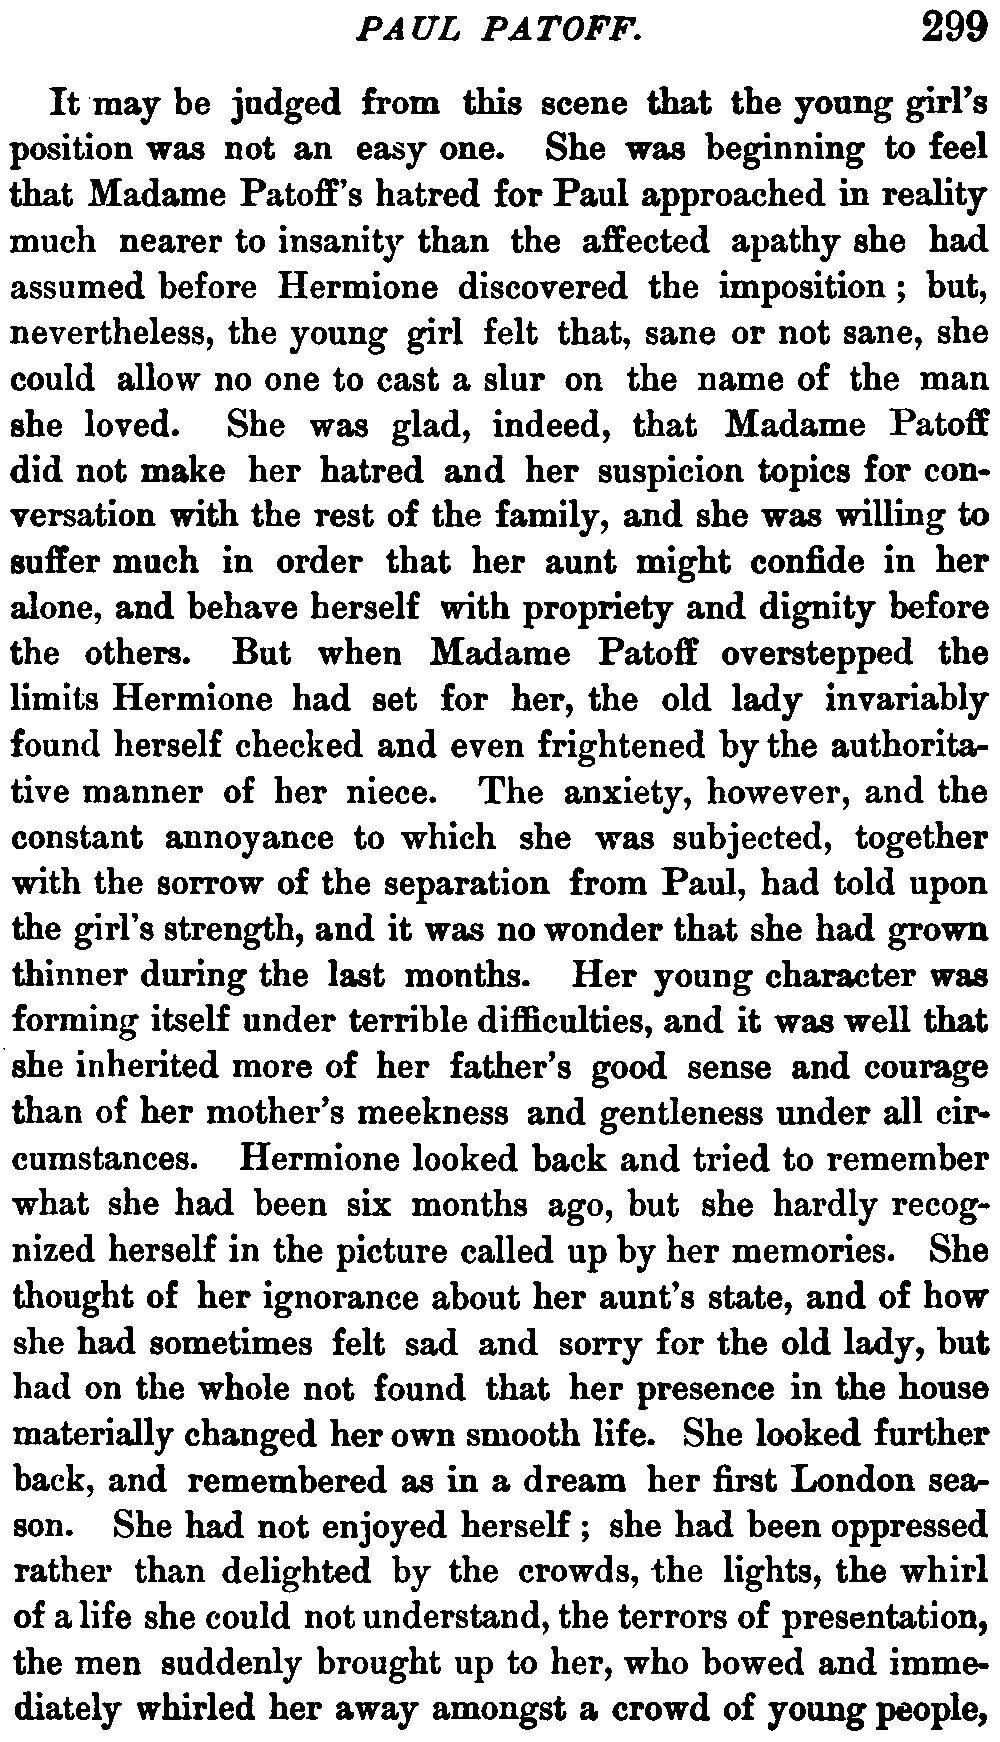 PAUL PATOFF. 299
It may be judged from this scene that the young girl's
position was not an easy one. She was beginning to feel
that Madame Patoff's hatred for Paul approached in reality
much nearer to insanity than the affected apathy she had
assumed before Hermione discovered the imposition ; but,
nevertheless, the young girl felt that, sane or not sane, she
could allow no one to cast a slur on the name of the man
she loved. She was glad, indeed, that Madame Patoff
did not make her hatred and her suspicion topics for con-
versation with the rest of the family, and she was willing to
suffer much in order that her aunt might confide in her
alone, and behave herself with propriety and dignity before
the others. But when Madame Patoff overstepped the
limits Hermione had set for her, the old lady invariably
found herself checked and even frightened by the authorita-
tive manner of her niece. The anxiety, however, and the
constant annoyance to which she was subjected, together
with the sorrow of the separation from Paul, had told upon
the girl's strength, and it was no wonder that she had grown
thinner during the last months. Her young character was
forming itself under terrible difficulties, and it was well that
she inherited more of her father's good sense and courage
than of her mother's meekness and gentleness under all cir-
cumstances. Hermione looked back and tried to remember
what she had been six months ago, but she hardly recog-
nized herself in the picture called up by her memories. She
thought of her ignorance about her aunt's state, and of how
she had sometimes felt sad and sorry for the old lady, but
had on the whole not found that her presence in the house
materially changed her own smooth life. She looked further
back, and remembered as in a dream her first London sea-
son. She had not enjoyed herself ; she had been oppressed
rather than delighted by the crowds, the lights, the whirl
of a life she could not understand, the terrors of presentation,
the men suddenly brought up to her, who bowed and imme-
diately whirled her away amongst a crowd of young people,